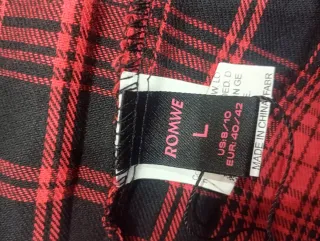 ROMWE
L
US:8/10
EUR:40/42
MADE IN CHINA